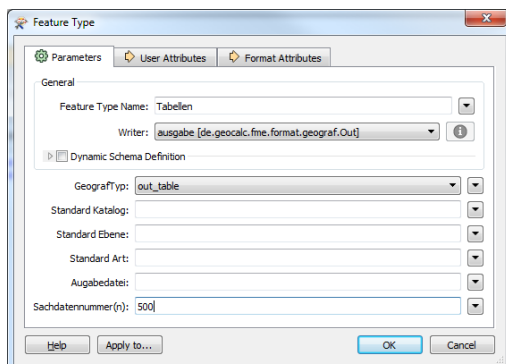 Feature Type
Parameters User Attributes Format Attributes
General
Feature Type Name: Tabellen
Writer: ausgabe [de.geocalc.fme.format.geograf.Out]
Dynamic Schema Definition
GeografTyp: out_table
Standard Katalog:
Standard Ebene:
Standard Art:
Augabedatei:
Sachdatennummer(n): 500
Help Apply to... OK Cancel